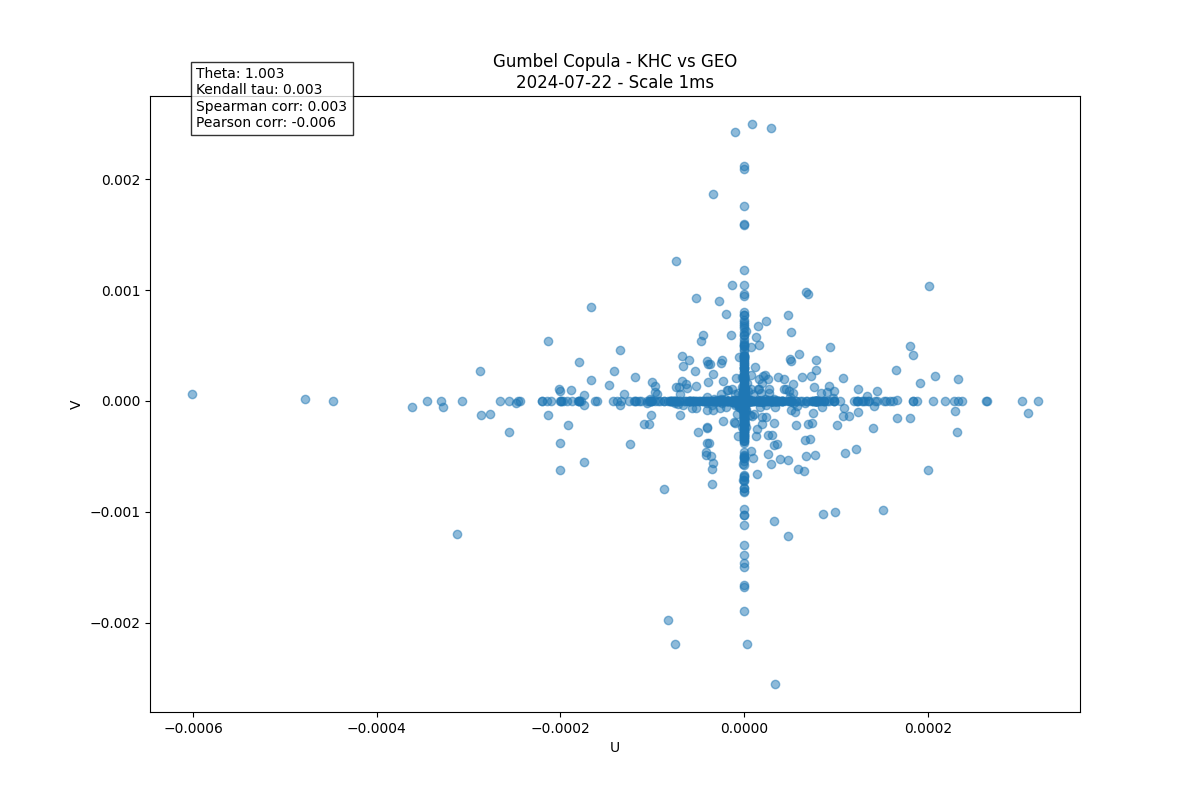 Gumbel Copula - KHC vs GEO
2024-07-22 - Scale 1ms
Theta: 1.003
Kendall tau: 0.003
Spearman corr: 0.003
Pearson corr: -0.006
0.002
0.001
0.000
−0.001
−0.002
V
−0.0006
−0.0004
−0.0002
0.0000
0.0002
U